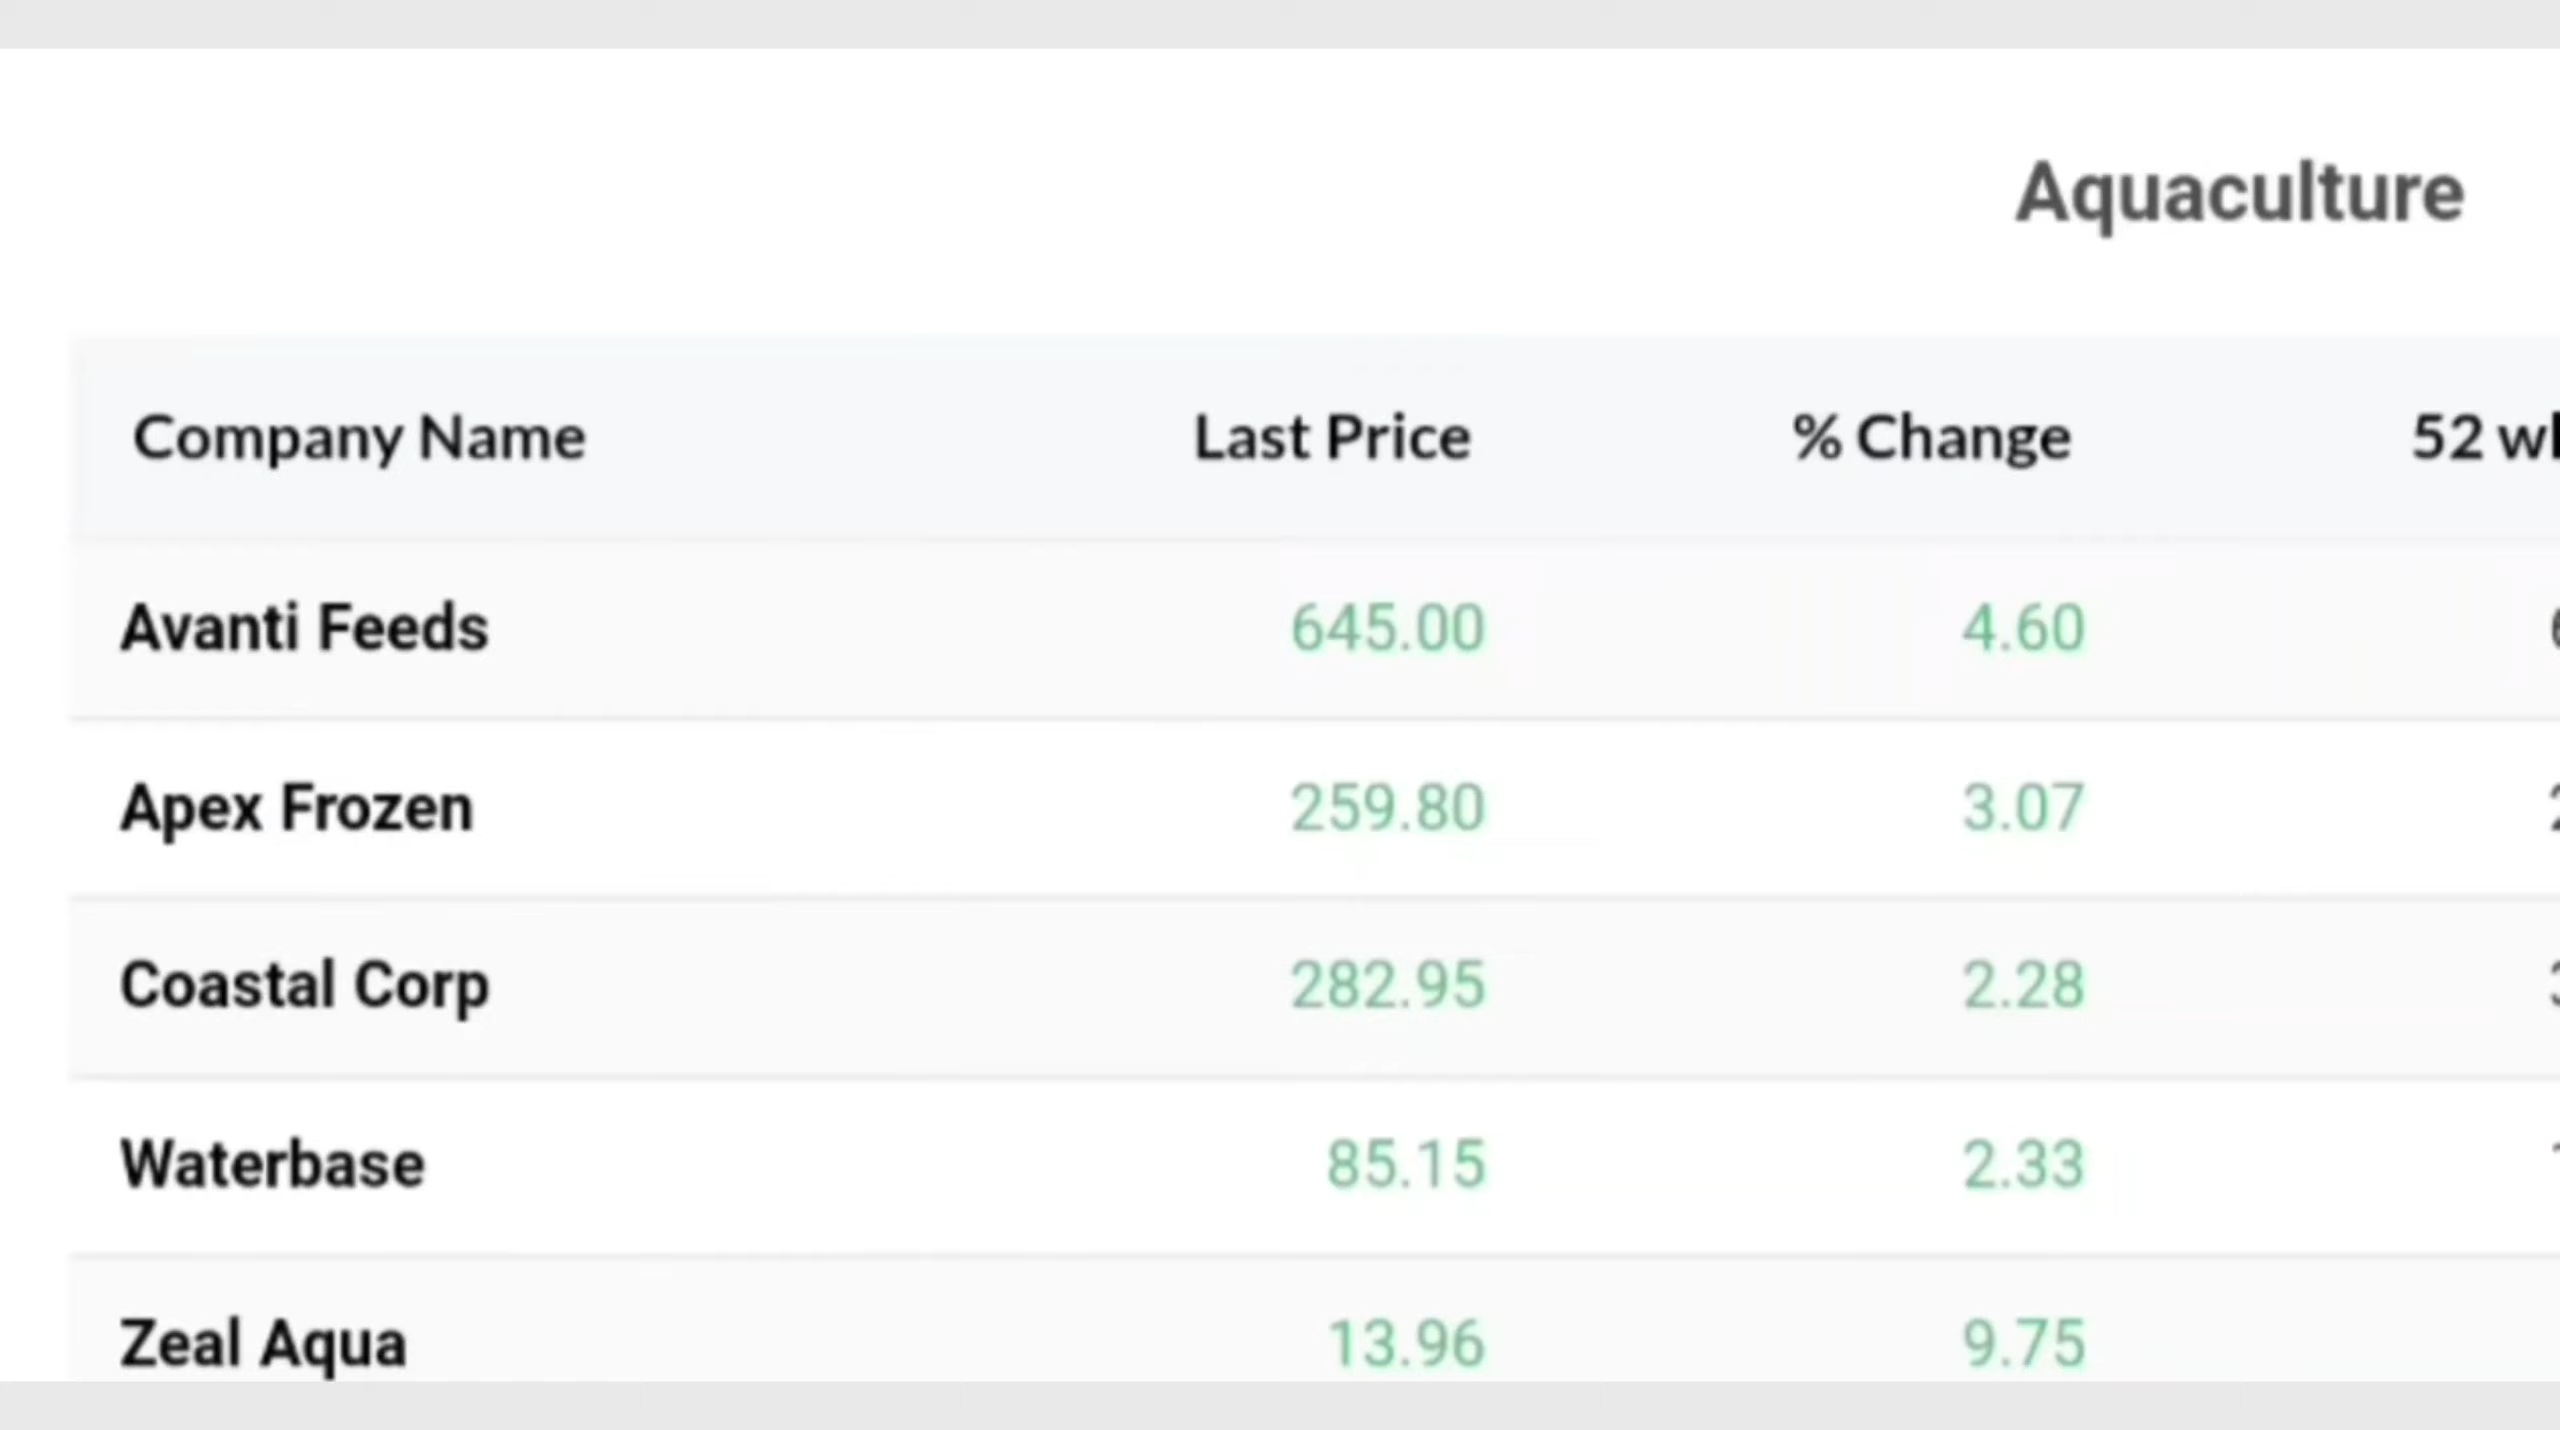 Aquaculture
Company Name Last Price % Change 52
Avanti Feeds 645.00 4.60
Apex Frozen 259.80 3.07
Coastal Corp 282.95 2.28
Waterbase 85.15 2.33
Zeal Aqua 13.96 9.75